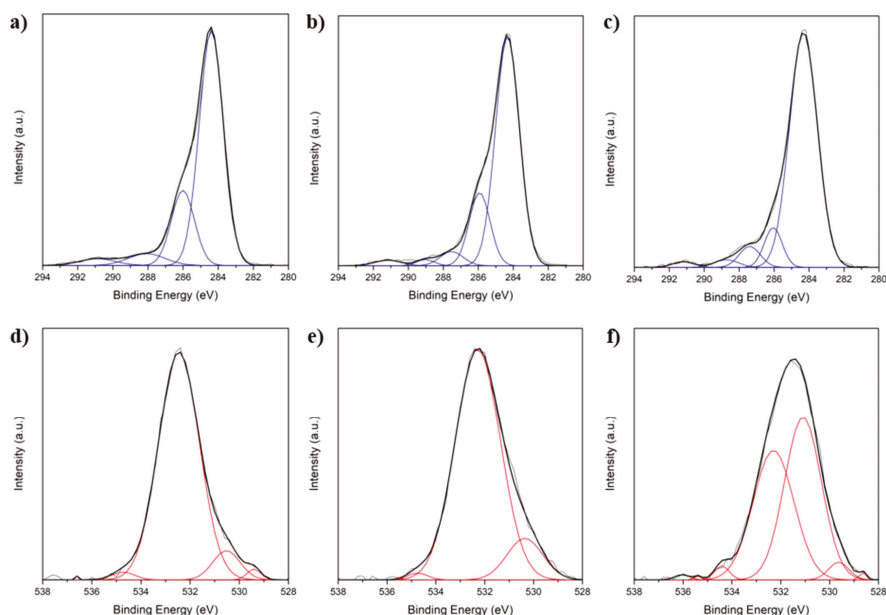 a)
b)
c)
Intensity (a.u.)
Intensity (a.u.)
Intensity (a.u.)
294 292 290 288 286 284 282 280
294 292 290 288 286 284 282 280
294 292 290 288 286 284 282 280
Binding Energy (eV)
Binding Energy (eV)
Binding Energy (eV)
d)
e)
f)
Intensity (a.u.)
Intensity (a.u.)
Intensity (a.u.)
538 536 534 532 530 528
538 536 534 532 530 528
538 536 534 532 530 528
Binding Energy (eV)
Binding Energy (eV)
Binding Energy (eV)